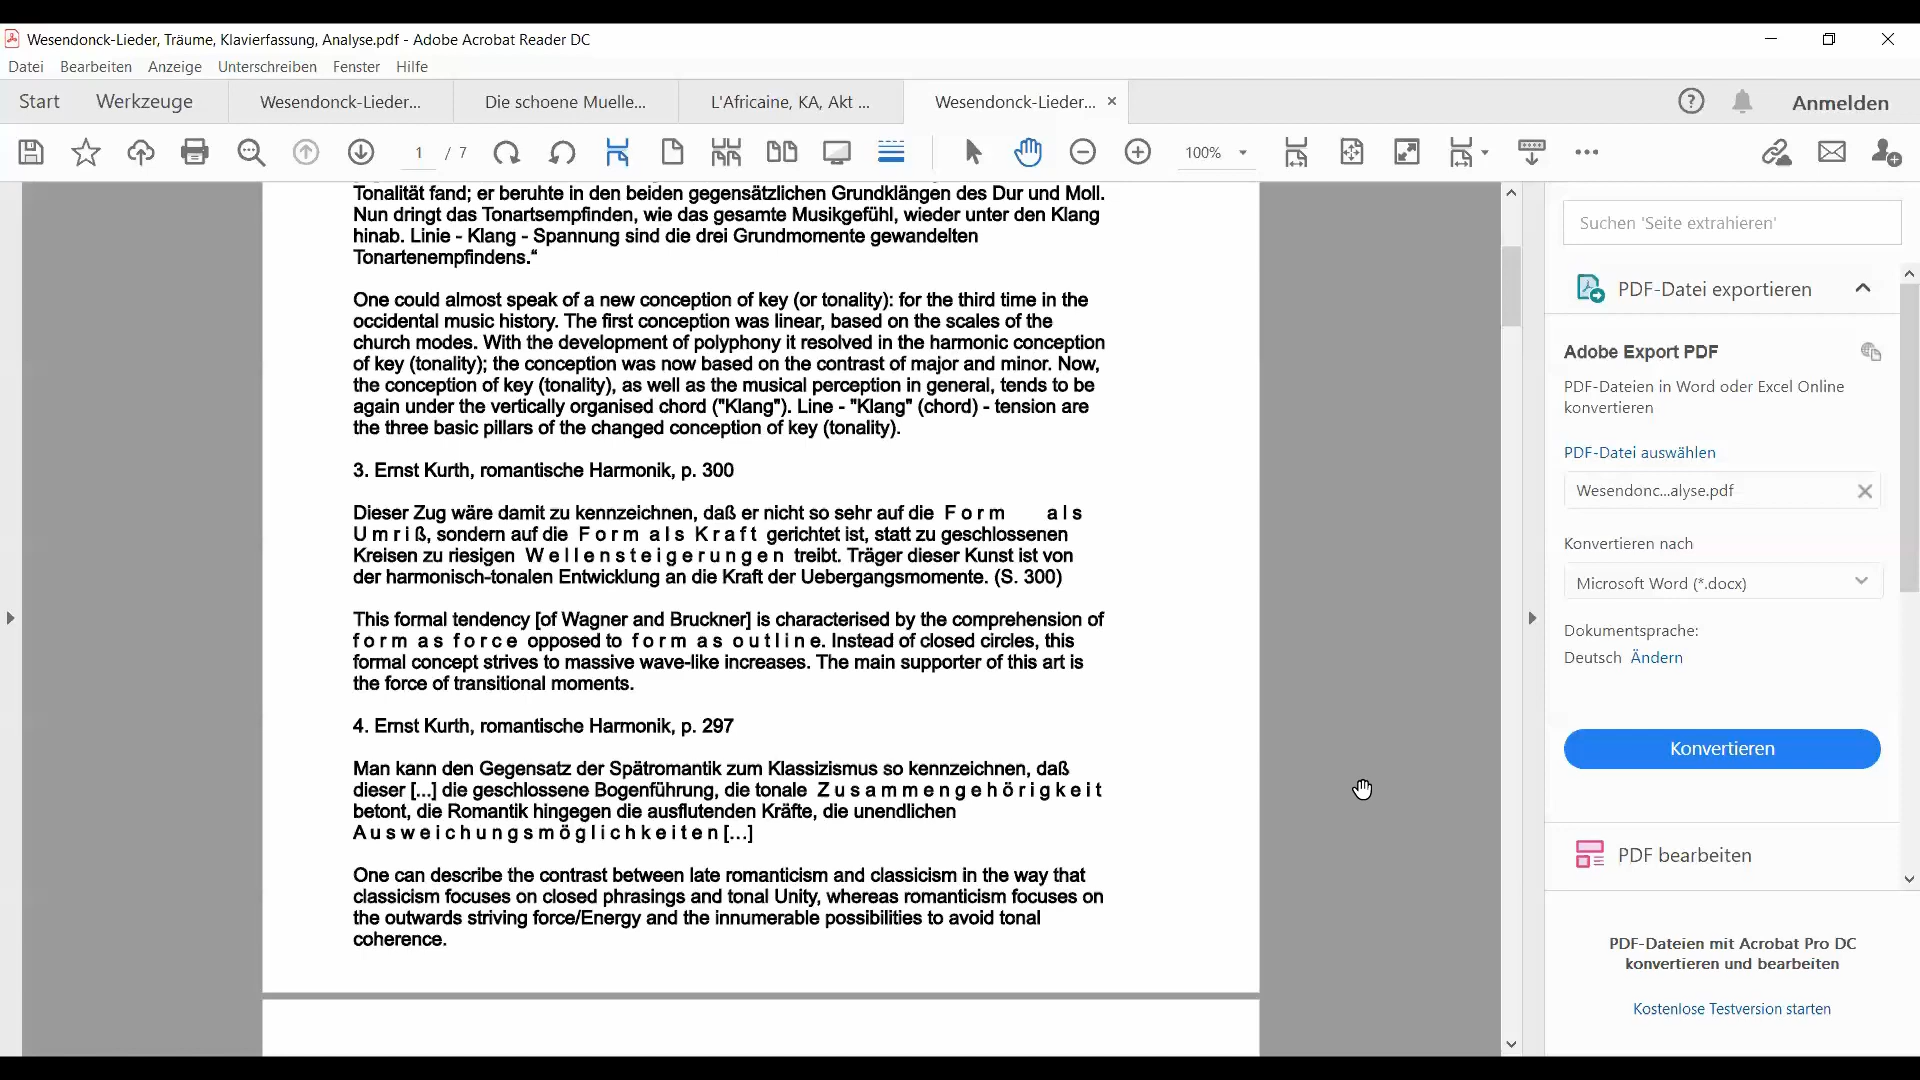 Wesendonck-Lieder, Träume, Klavierfassung, Analyse.pdf - Adobe Acrobat Reader DC
Datei Bearbeiten Anzeige Unterschreiben Fenster Hilfe
Start Werkzeuge Wesendonck-Lieder... Die schoene Muelle... L'Africaine, KA, Akt ... Wesendonck-Lieder... Anmelden
1 / 7 100%
Tonalität fand; er beruhte in den beiden gegensätzlichen Grundklängen des Dur und Moll.
Nun dringt das Tonartsempfinden, wie das gesamte Musikgefühl, wieder unter den Klang
hinab. Linie - Klang - Spannung sind die drei Grundmomente gewandelten
Tonartenempfindens.“
One could almost speak of a new conception of key (or tonality): for the third time in the
occidental music history. The first conception was linear, based on the scales of the
church modes. With the development of polyphony it resolved in the harmonic conception
of key (tonality); the conception was now based on the contrast of major and minor. Now,
the conception of key (tonality), as well as the musical perception in general, tends to be
again under the vertically organised chord ("Klang"). Line - "Klang" (chord) - tension are
the three basic pillars of the changed conception of key (tonality).
3. Ernst Kurth, romantische Harmonik, p. 300
Dieser Zug wäre damit zu kennzeichnen, daß er nicht so sehr auf die F o r m a l s
U m r i ß, sondern auf die F o r m a l s K r a f t gerichtet ist, statt zu geschlossenen
Kreisen zu riesigen W e l l e n s t e i g e r u n g e n treibt. Träger dieser Kunst ist von
der harmonisch-tonalen Entwicklung an die Kraft der Uebergangsmomente. (S. 300)
This formal tendency [of Wagner and Bruckner] is characterised by the comprehension of
f o r m a s f o r c e opposed to f o r m a s o u t l i n e. Instead of closed circles, this
formal concept strives to massive wave-like increases. The main supporter of this art is
the force of transitional moments.
4. Ernst Kurth, romantische Harmonik, p. 297
Man kann den Gegensatz der Spätromantik zum Klassizismus so kennzeichnen, daß
dieser [...] die geschlossene Bogenführung, die tonale Z u s a m m e n g e h ö r i g k e i t
betont, die Romantik hingegen die ausflutenden Kräfte, die unendlichen
A u s w e i c h u n g s m ö g l i c h k e i t e n [...]
One can describe the contrast between late romanticism and classicism in the way that
classicism focuses on closed phrasings and tonal Unity, whereas romanticism focuses on
the outwards striving force/Energy and the innumerable possibilities to avoid tonal
coherence.
Suchen 'Seite extrahieren'
PDF-Datei exportieren
Adobe Export PDF
PDF-Dateien in Word oder Excel Online
konvertieren
PDF-Datei auswählen
Wesendonc...alyse.pdf
Konvertieren nach
Microsoft Word (*.docx)
Dokumentsprache:
Deutsch Ändern
Konvertieren
PDF bearbeiten
PDF-Dateien mit Acrobat Pro DC
konvertieren und bearbeiten
Kostenlose Testversion starten